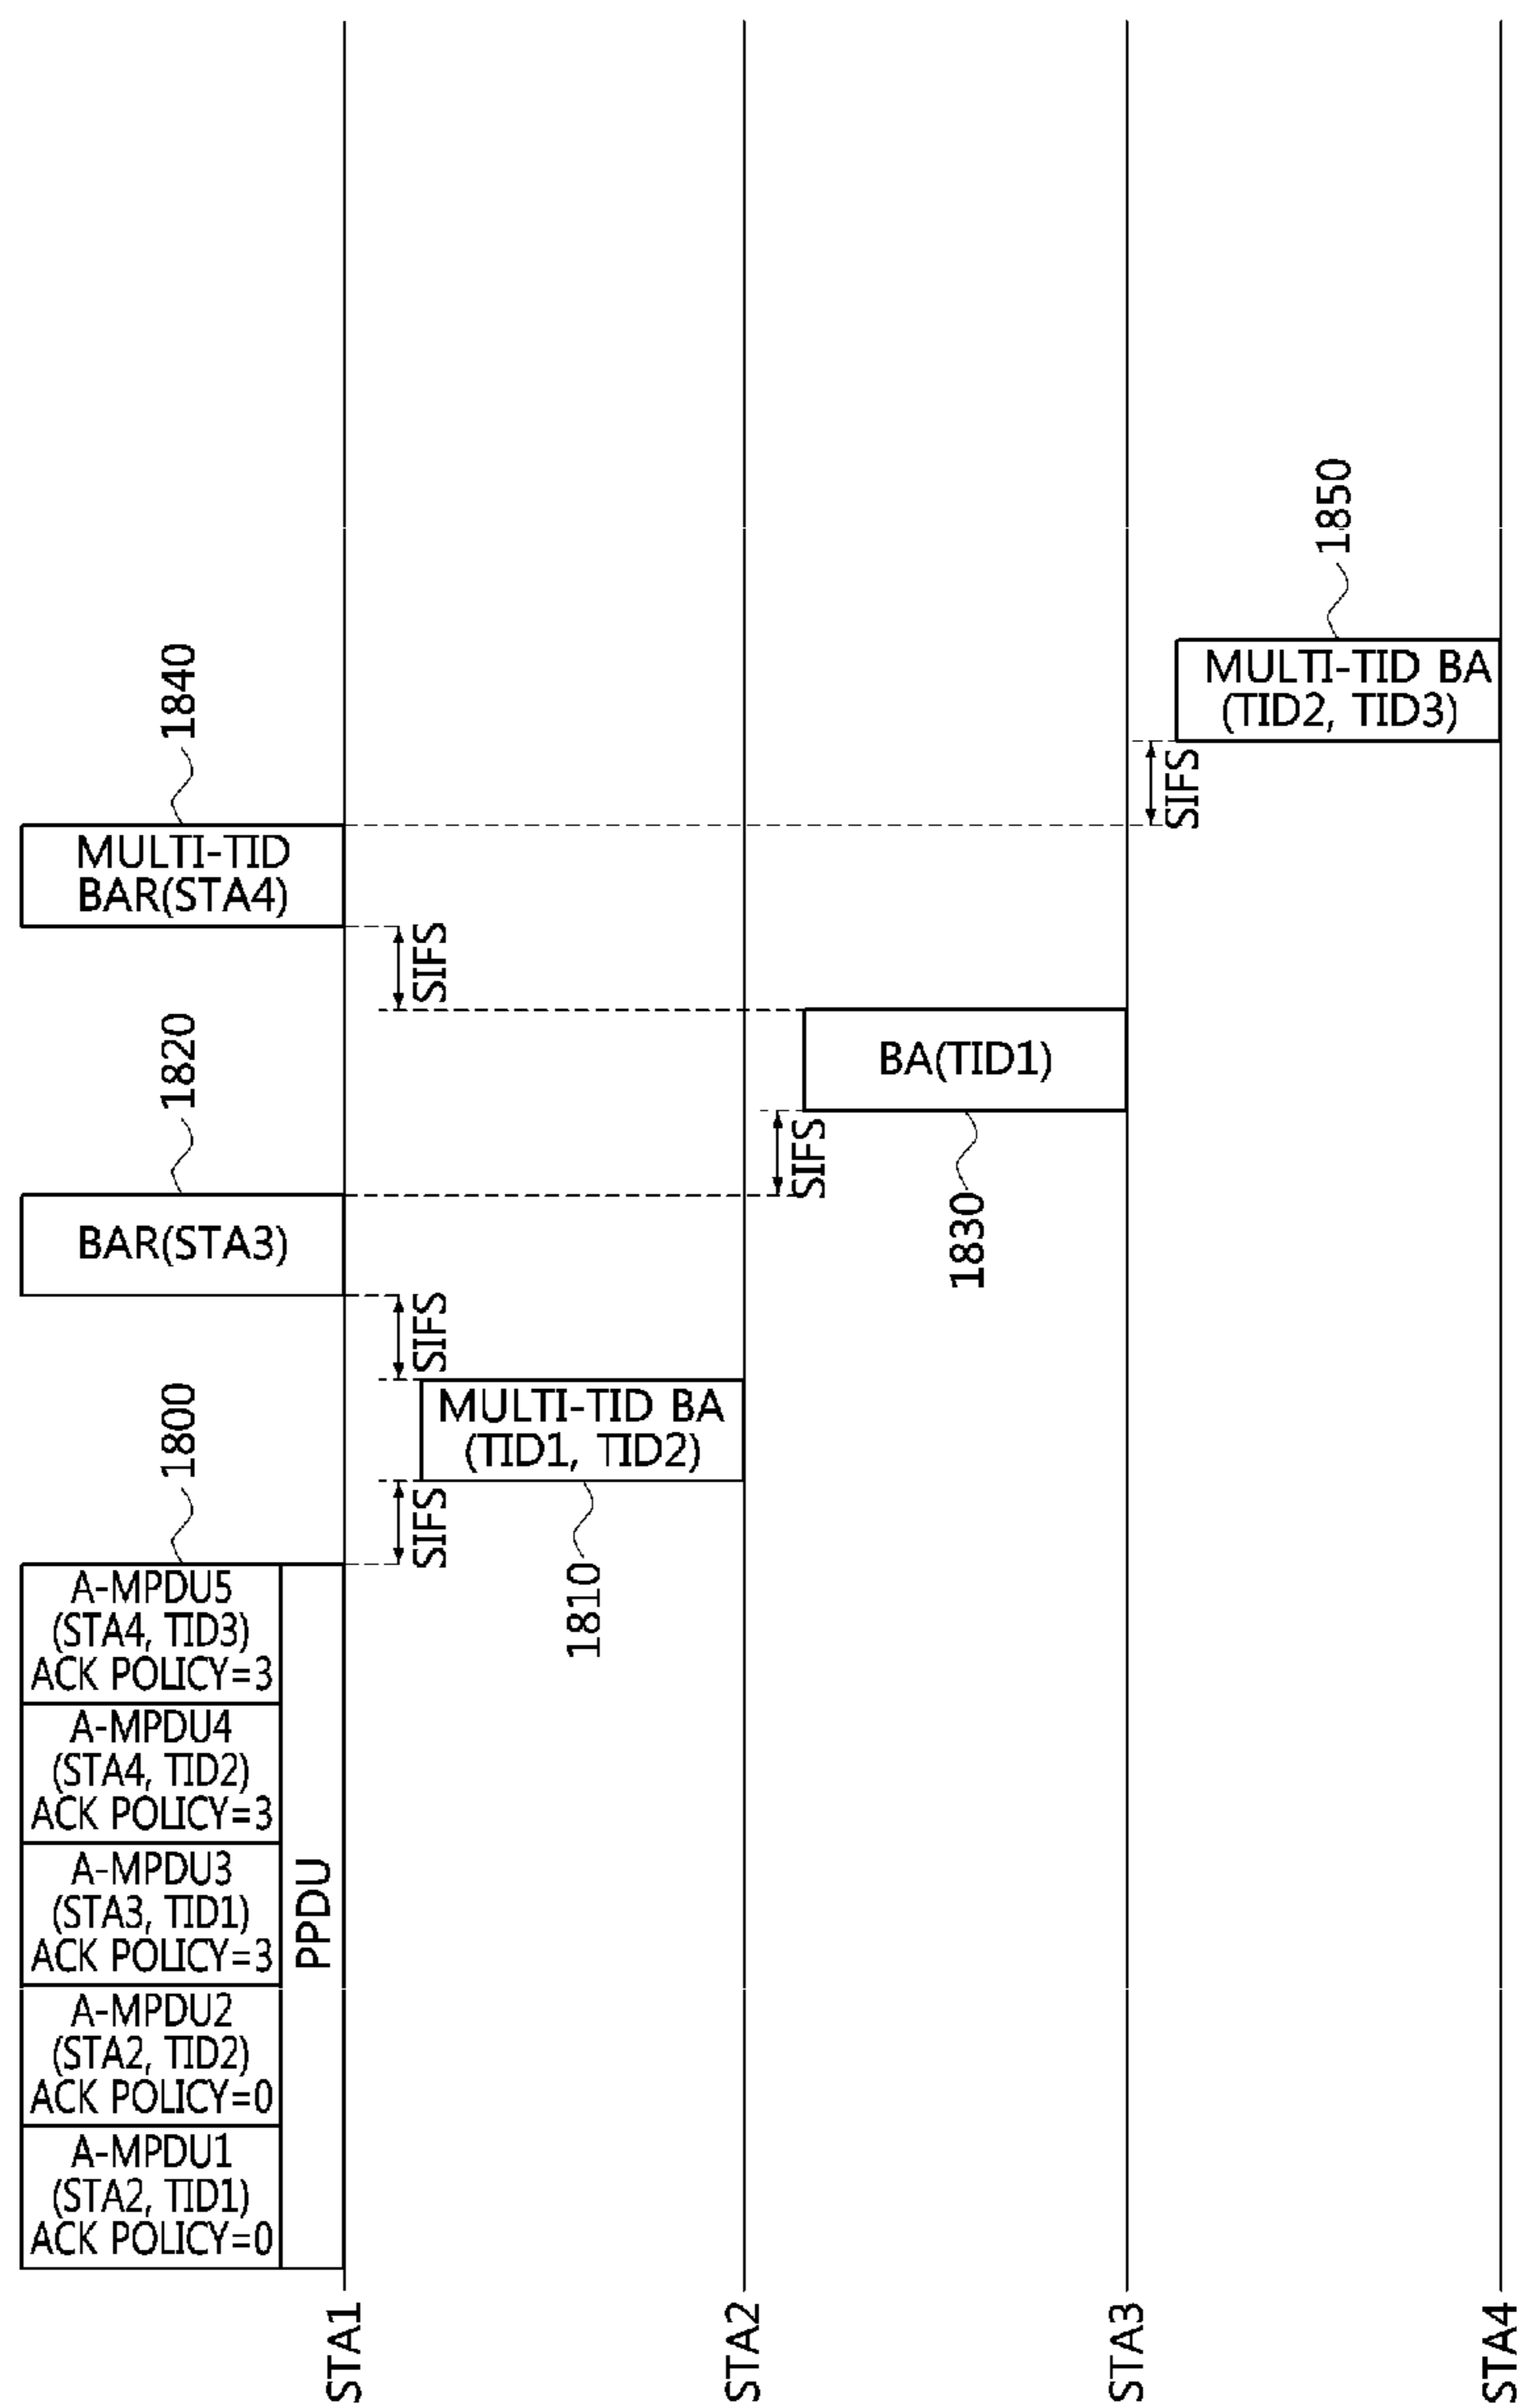 1840
MULTI-TID
BAR(STA4)
1850
MULTI-TID BA
(TID2, TID3)
SIFS
SIFS
1820
BAR(STA3)
BA(TID1)
SIFS
1830
SIFS
1800
MULTI-TID BA
(TID1, TID2)
SIFS
1810
A-MPDU5
(STA4, TID3)
ACK POLICY=3
A-MPDU4
(STA4, TID2)
ACK POLICY=3
A-MPDU3
(STA3, TID1)
ACK POLICY=3
A-MPDU2
(STA2, TID2)
ACK POLICY=0
A-MPDU1
(STA2, TID1)
ACK POLICY=0
PPDU
STA1
STA2
STA3
STA4